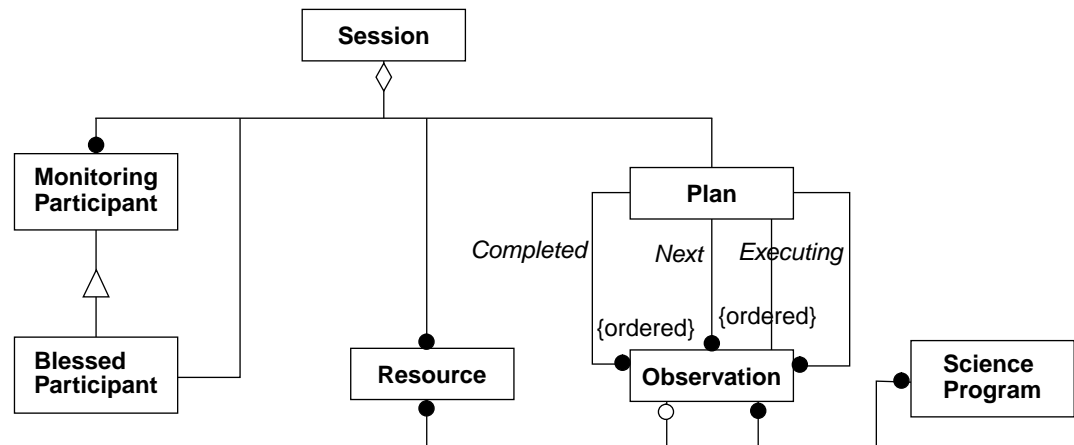 Session
Monitoring
Participant
Plan
Completed
Next
Executing
{ordered}
{ordered}
Blessed
Participant
Resource
Observation
Science
Program